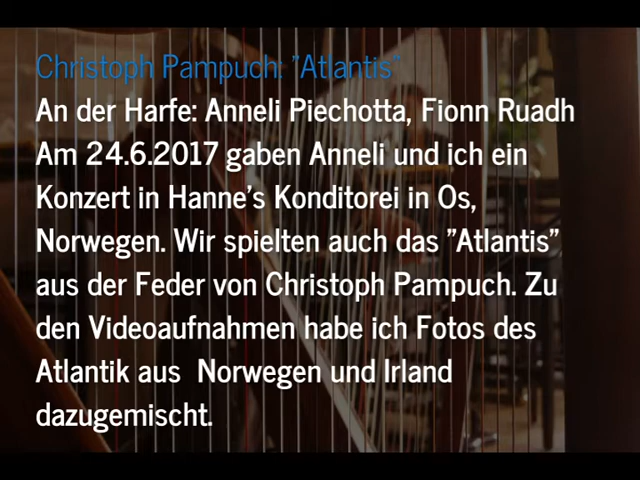 Christoph Pampuch: "Atlantis"
An der Harfe: Anneli Piechotta, Fionn Ruadh
Am 24.6.2017 gaben Anneli und ich ein
Konzert in Hanne's Konditorei in Os,
Norwegen. Wir spielten auch das "Atlantis"
aus der Feder von Christoph Pampuch. Zu
den Videoaufnahmen habe ich Fotos des
Atlantik aus  Norwegen und Irland
dazugemischt.